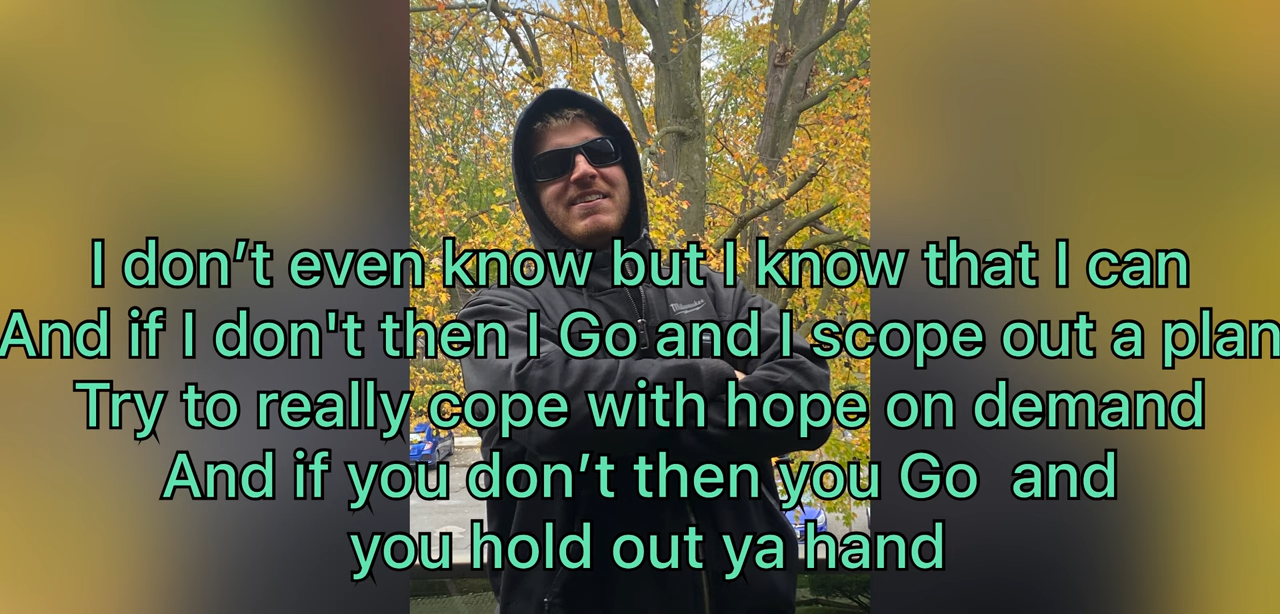 I don’t even know but I know that I can
And if I don't then I Go and I scope out a plan
Try to really cope with hope on demand
And if you don’t then you Go  and
you hold out ya hand
Milwaukee